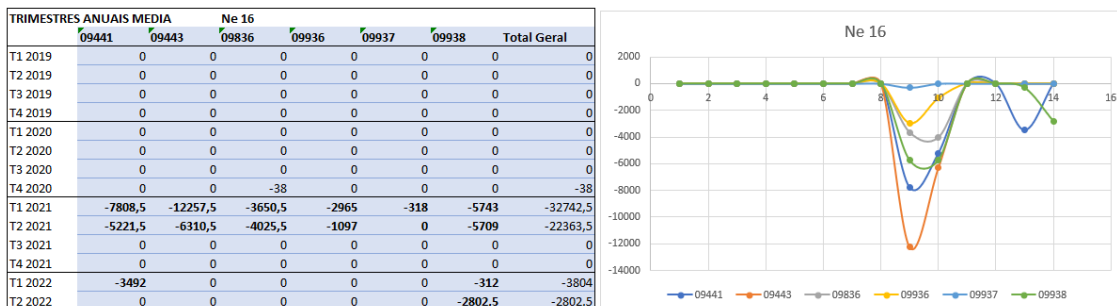 TRIMESTRES ANUAIS MEDIA Ne 16
09441 09443 09836 09936 09937 09938 Total Geral
T1 2019 0 0 0 0 0 0 0
T2 2019 0 0 0 0 0 0 0
T3 2019 0 0 0 0 0 0 0
T4 2019 0 0 0 0 0 0 0
T1 2020 0 0 0 0 0 0 0
T2 2020 0 0 0 0 0 0 0
T3 2020 0 0 0 0 0 0 0
T4 2020 0 0 -38 0 0 0 -38
T1 2021 -7808,5 -12257,5 -3650,5 -2965 -318 -5743 -32742,5
T2 2021 -5221,5 -6310,5 -4025,5 -1097 0 -5709 -22363,5
T3 2021 0 0 0 0 0 0 0
T4 2021 0 0 0 0 0 0 0
T1 2022 -3492 0 0 0 0 -312 -3804
T2 2022 0 0 0 0 0 -2802,5 -2802,5
Ne 16
2000
0
-2000
-4000
-6000
-8000
-10000
-12000
-14000
0 2 4 6 8 10 12 14 16
09441 09443 09836 09936 09937 09938